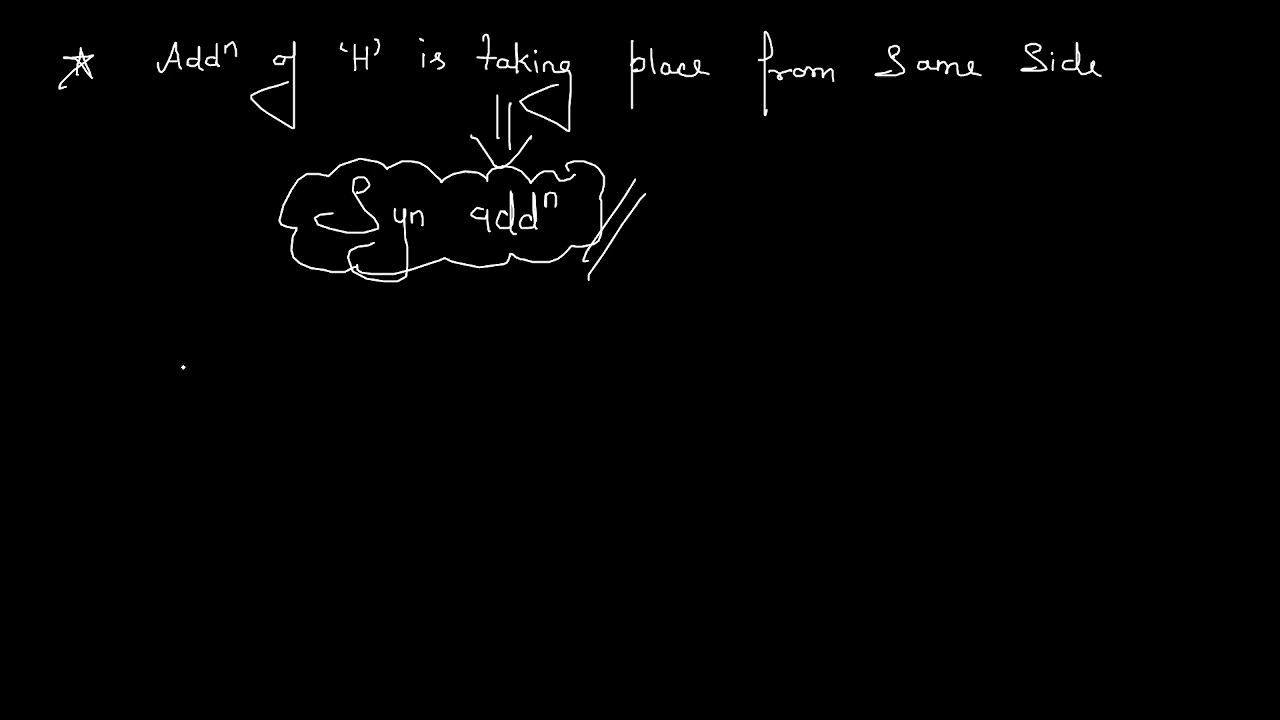 ★ Addⁿ of 'H' is taking place from Same Side
Syn addⁿ